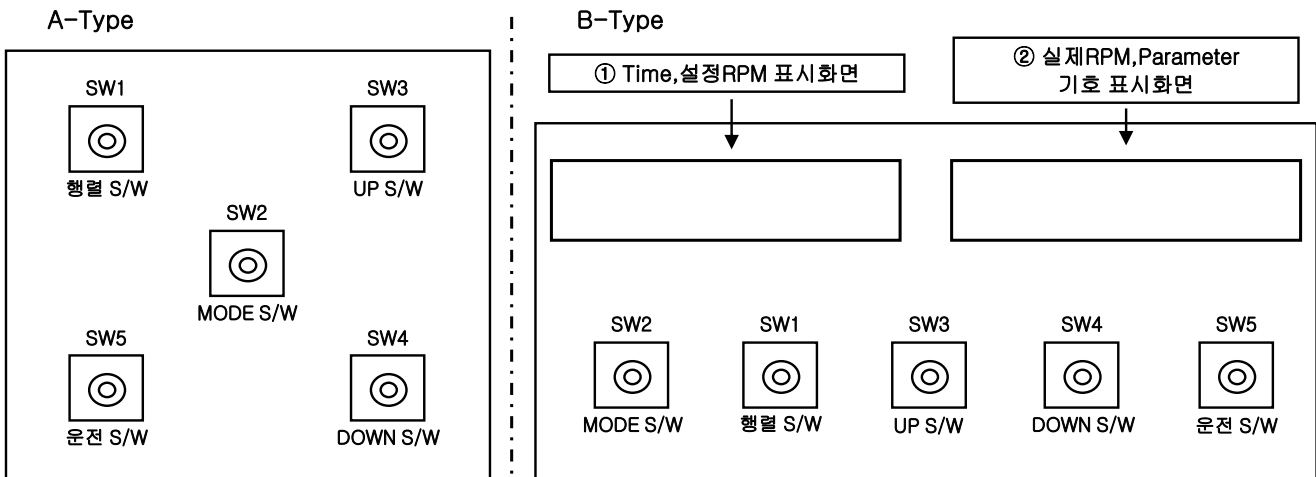 A-Type
SW1
행렬 S/W
SW3
UP S/W
SW2
MODE S/W
SW5
운전 S/W
SW4
DOWN S/W
B-Type
① Time,설정RPM 표시화면
② 실제RPM,Parameter
기호 표시화면
SW2
MODE S/W
SW1
행렬 S/W
SW3
UP S/W
SW4
DOWN S/W
SW5
운전 S/W